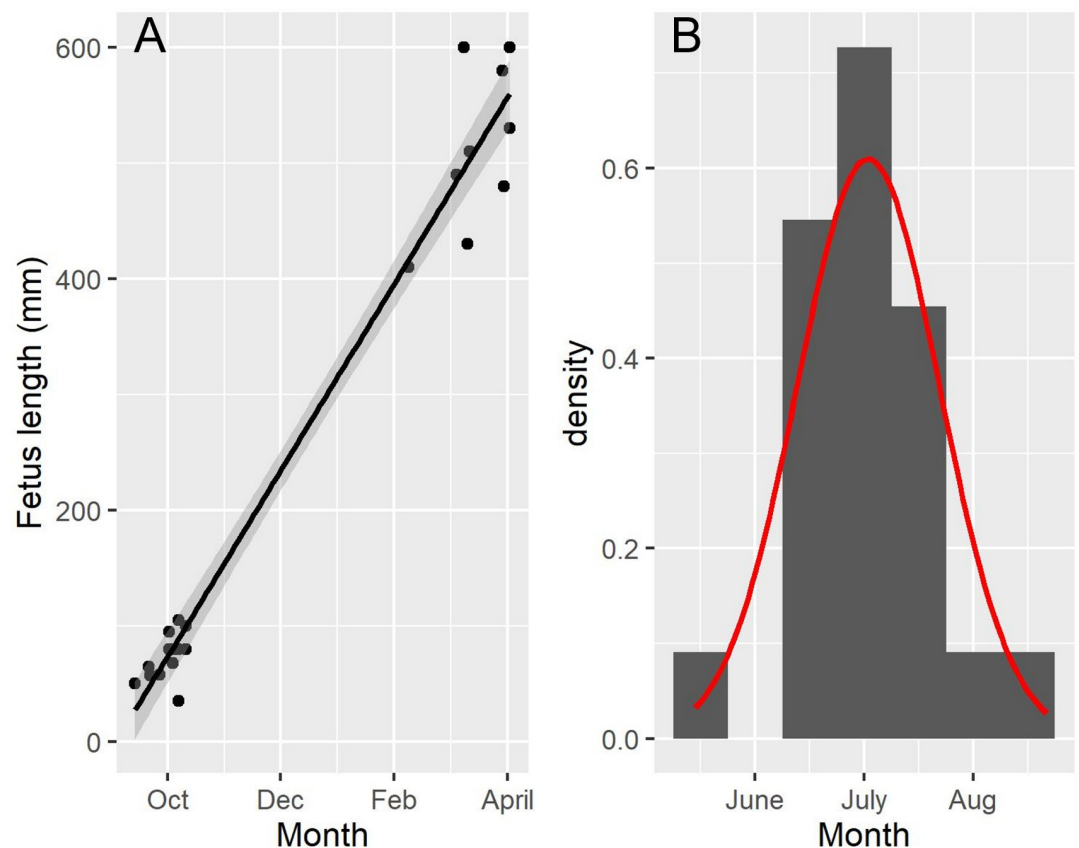 A
Fetus length (mm)
600
400
200
0
Oct Dec Feb April
Month
B
density
0.6
0.4
0.2
0.0
June July Aug
Month